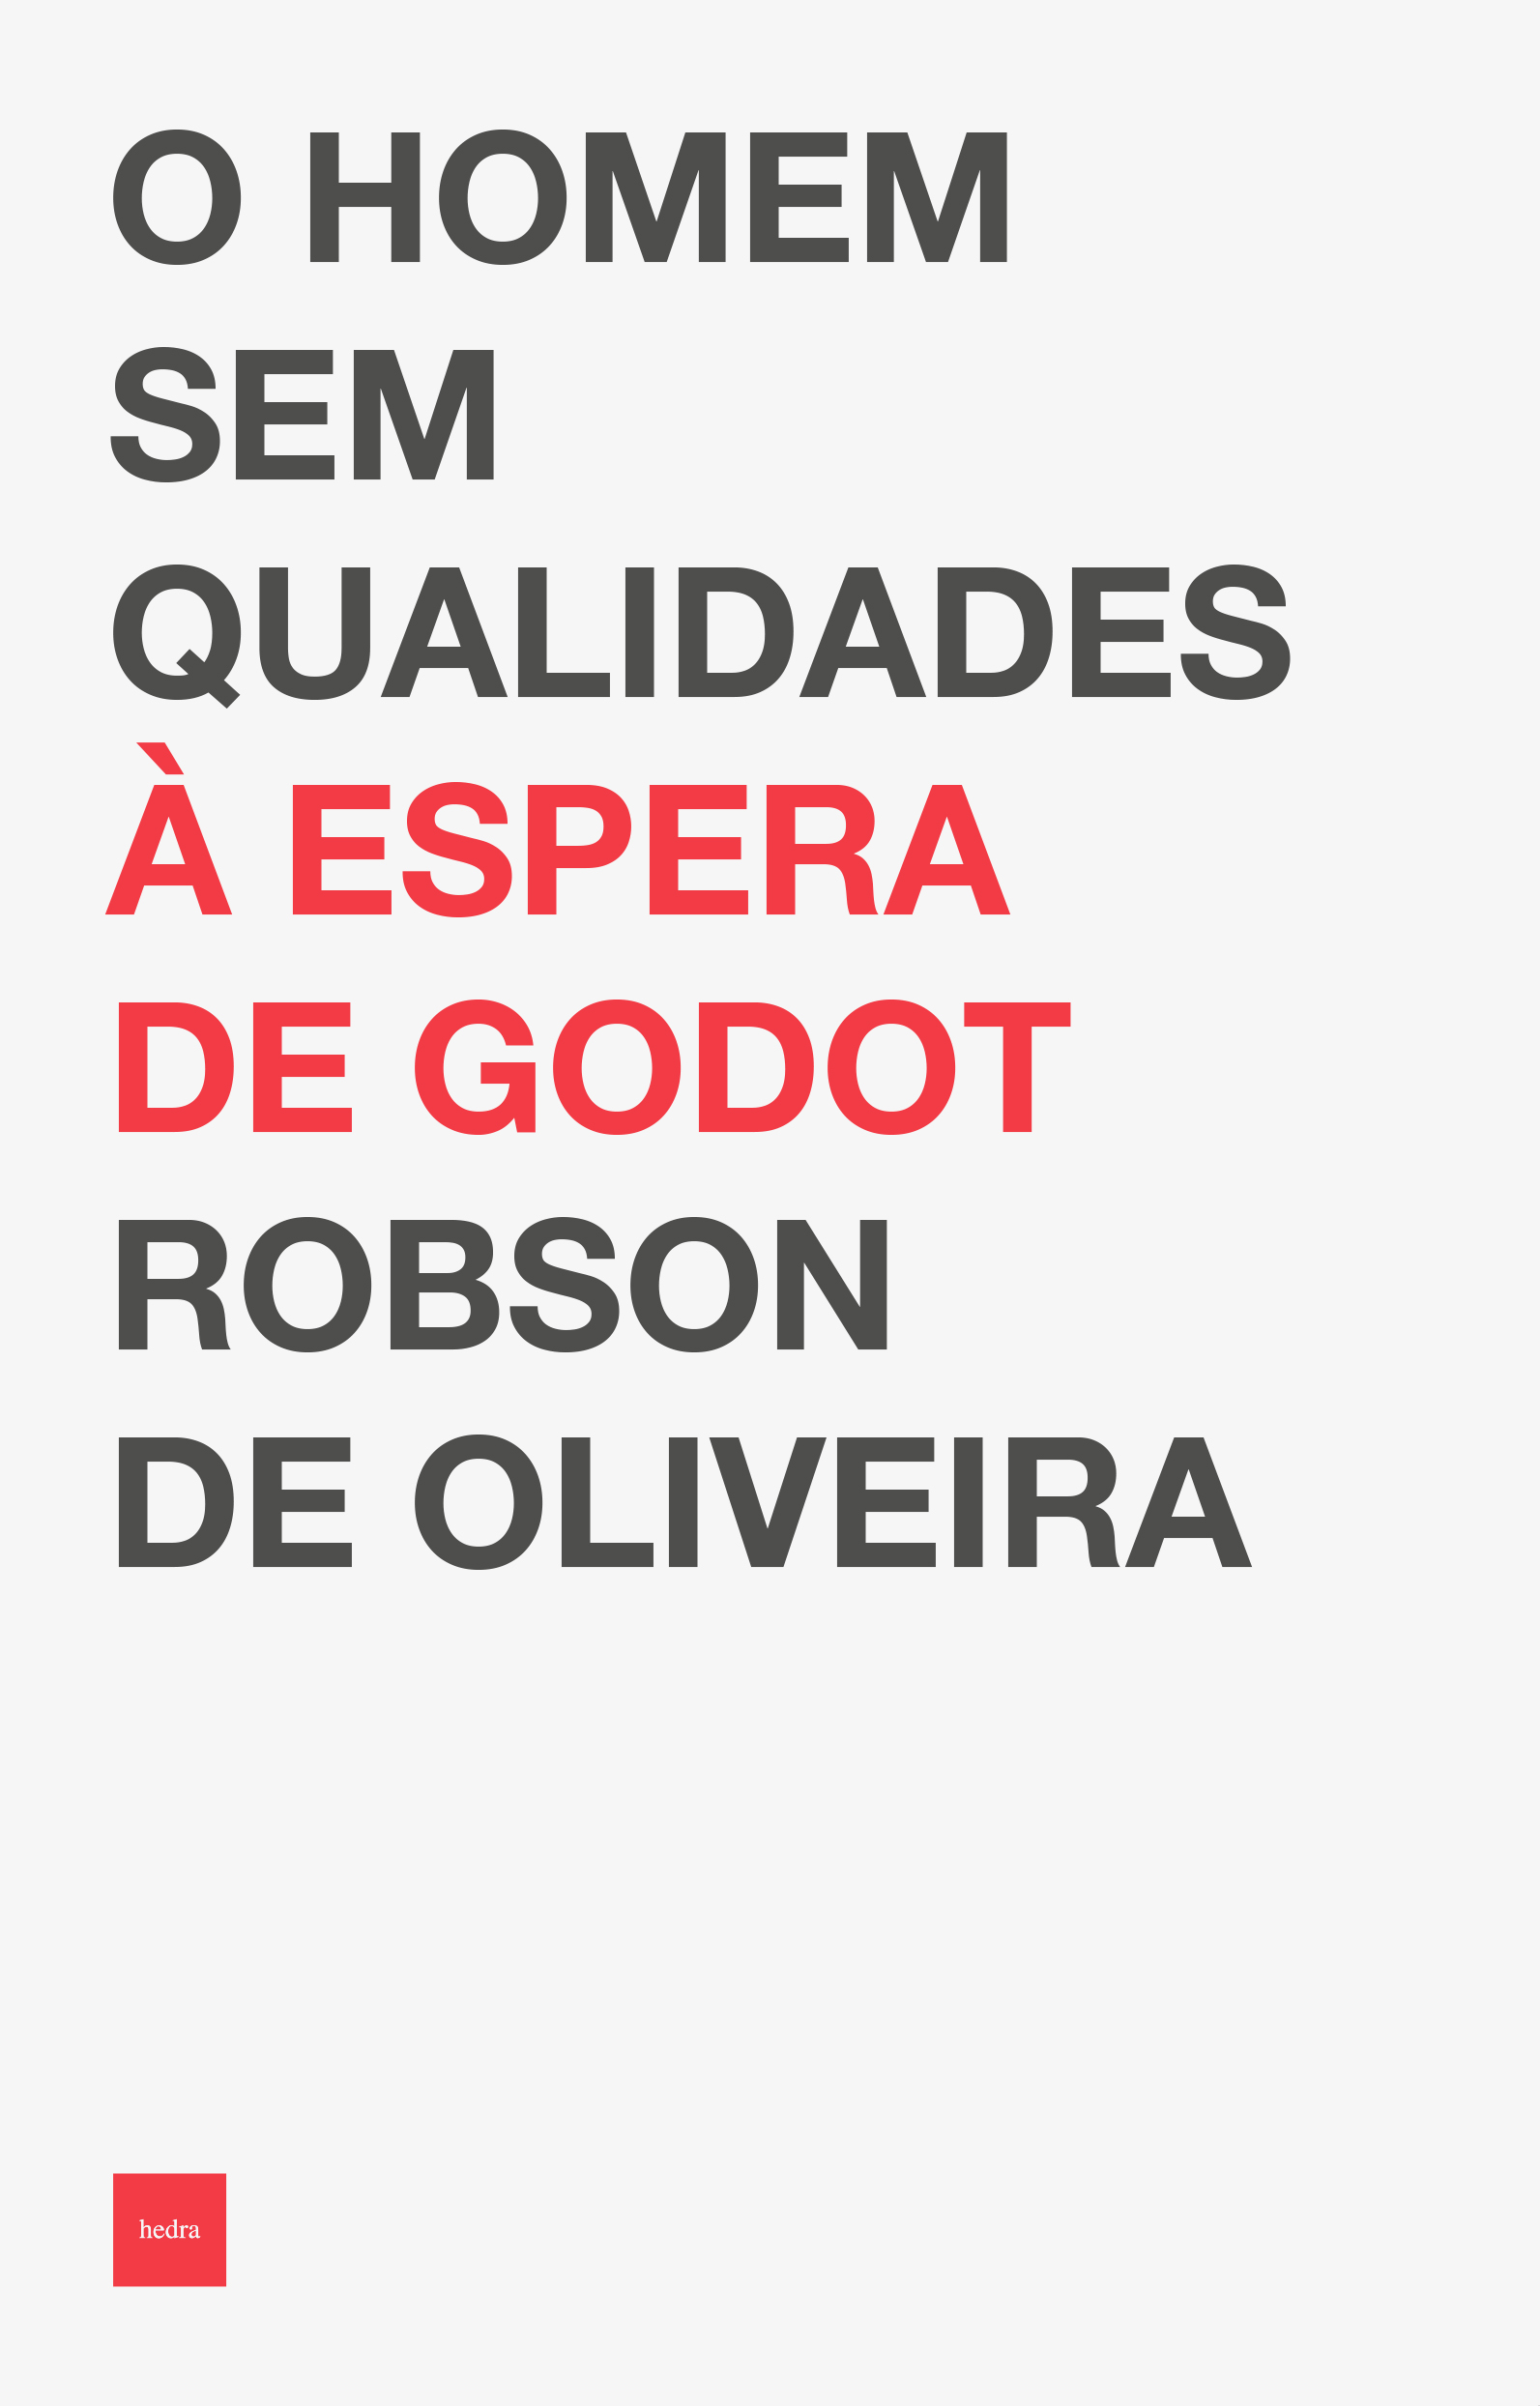 O HOMEM
SEM
QUALIDADES
À ESPERA
DE GODOT
ROBSON
DE OLIVEIRA
hedra